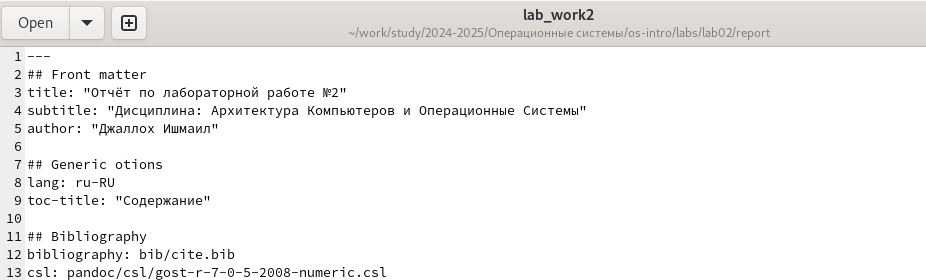 Open
lab_work2
~/work/study/2024-2025/Операционные системы/os-intro/labs/lab02/report
1 ---
2 ## Front matter
3 title: "Отчёт по лабораторной работе №2"
4 subtitle: "Дисциплина: Архитектура Компьютеров и Операционные Системы"
5 author: "Джаллох Ишмаил"
6
7 ## Generic otions
8 lang: ru-RU
9 toc-title: "Содержание"
10
11 ## Bibliography
12 bibliography: bib/cite.bib
13 csl: pandoc/csl/gost-r-7-0-5-2008-numeric.csl